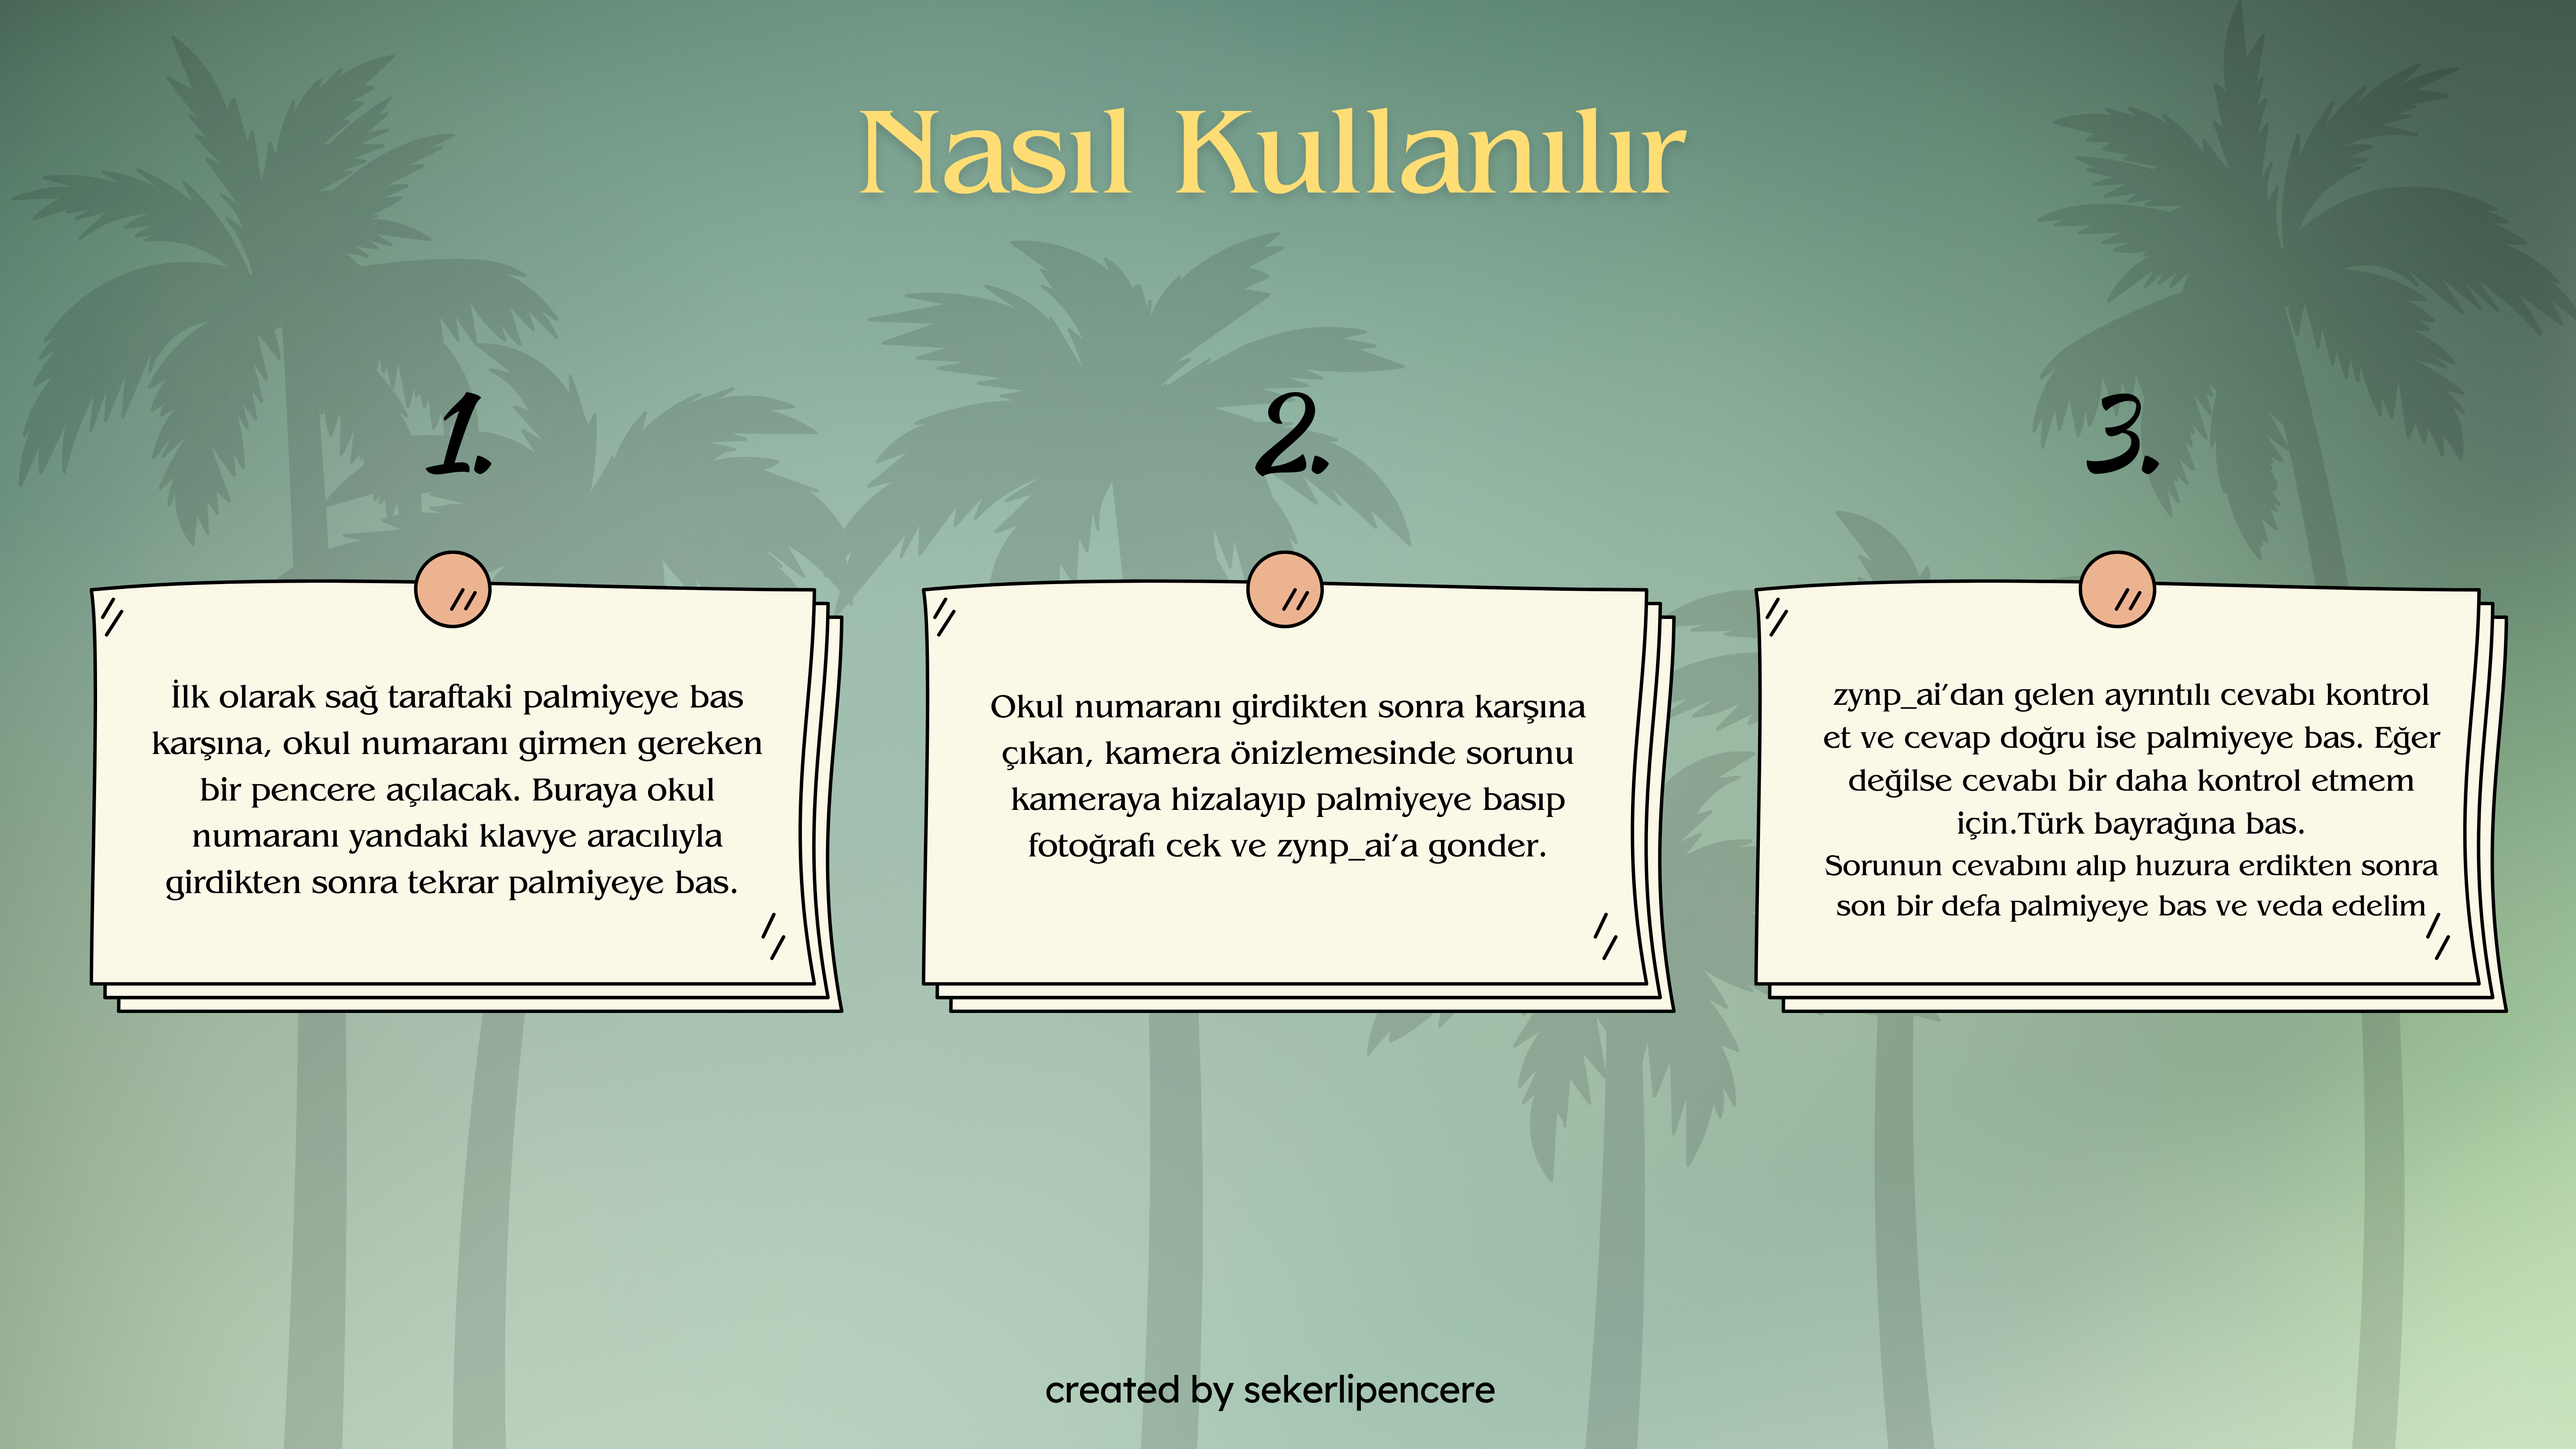 Nasıl Kullanılır
1.
İlk olarak sağ taraftaki palmiyeye bas
karşına, okul numaranı girmen gereken
bir pencere açılacak. Buraya okul
numaranı yandaki klavye aracılıyla
girdikten sonra tekrar palmiyeye bas.
2.
Okul numaranı girdikten sonra karşına
çıkan, kamera önizlemesinde sorunu
kameraya hizalayıp palmiyeye basıp
fotoğrafı cek ve zynp_ai’a gonder.
3.
zynp_ai’dan gelen ayrıntılı cevabı kontrol
et ve cevap doğru ise palmiyeye bas. Eğer
değilse cevabı bir daha kontrol etmem
için.Türk bayrağına bas.
Sorunun cevabını alıp huzura erdikten sonra
son bir defa palmiyeye bas ve veda edelim
created by sekerlipencere